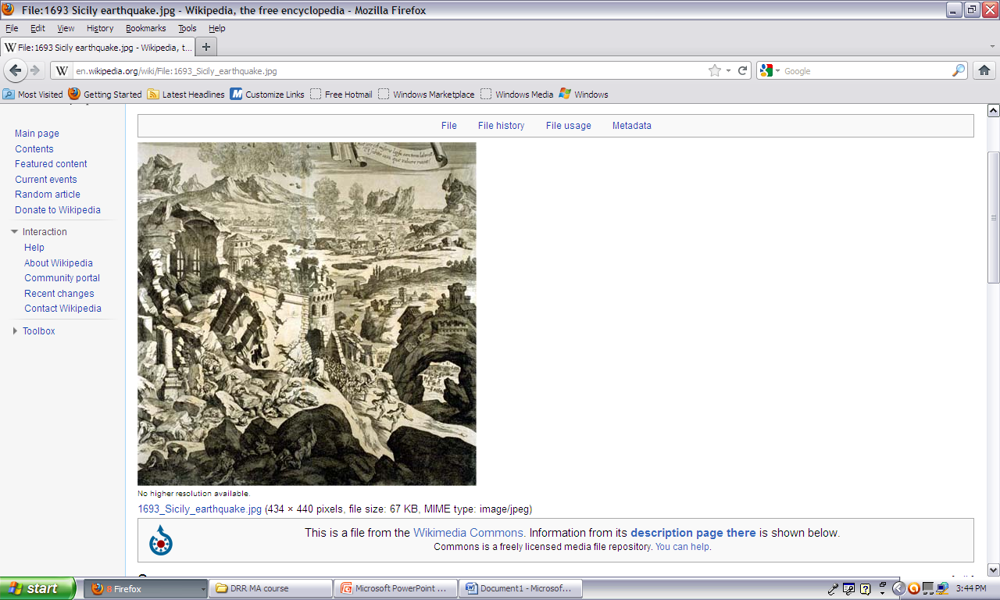 File:1693 Sicily earthquake.jpg - Wikipedia, the free encyclopedia - Mozilla Firefox
File Edit View History Bookmarks Tools Help
File:1693 Sicily earthquake.jpg - Wikipedia, t...
en.wikipedia.org/wiki/File:1693_Sicily_earthquake.jpg
Google
Most Visited Getting Started Latest Headlines Customize Links Free Hotmail Windows Marketplace Windows Media Windows
File File history File usage Metadata
Main page
Contents
Featured content
Current events
Random article
Donate to Wikipedia
Interaction
Help
About Wikipedia
Community portal
Recent changes
Contact Wikipedia
Toolbox
No higher resolution available.
1693_Sicily_earthquake.jpg (434 × 440 pixels, file size: 67 KB, MIME type: image/jpeg)
This is a file from the Wikimedia Commons. Information from its description page there is shown below.
Commons is a freely licensed media file repository. You can help.
start 8 Firefox DRR MA course Microsoft PowerPoint ... Document1 - Microsof... 3:44 PM